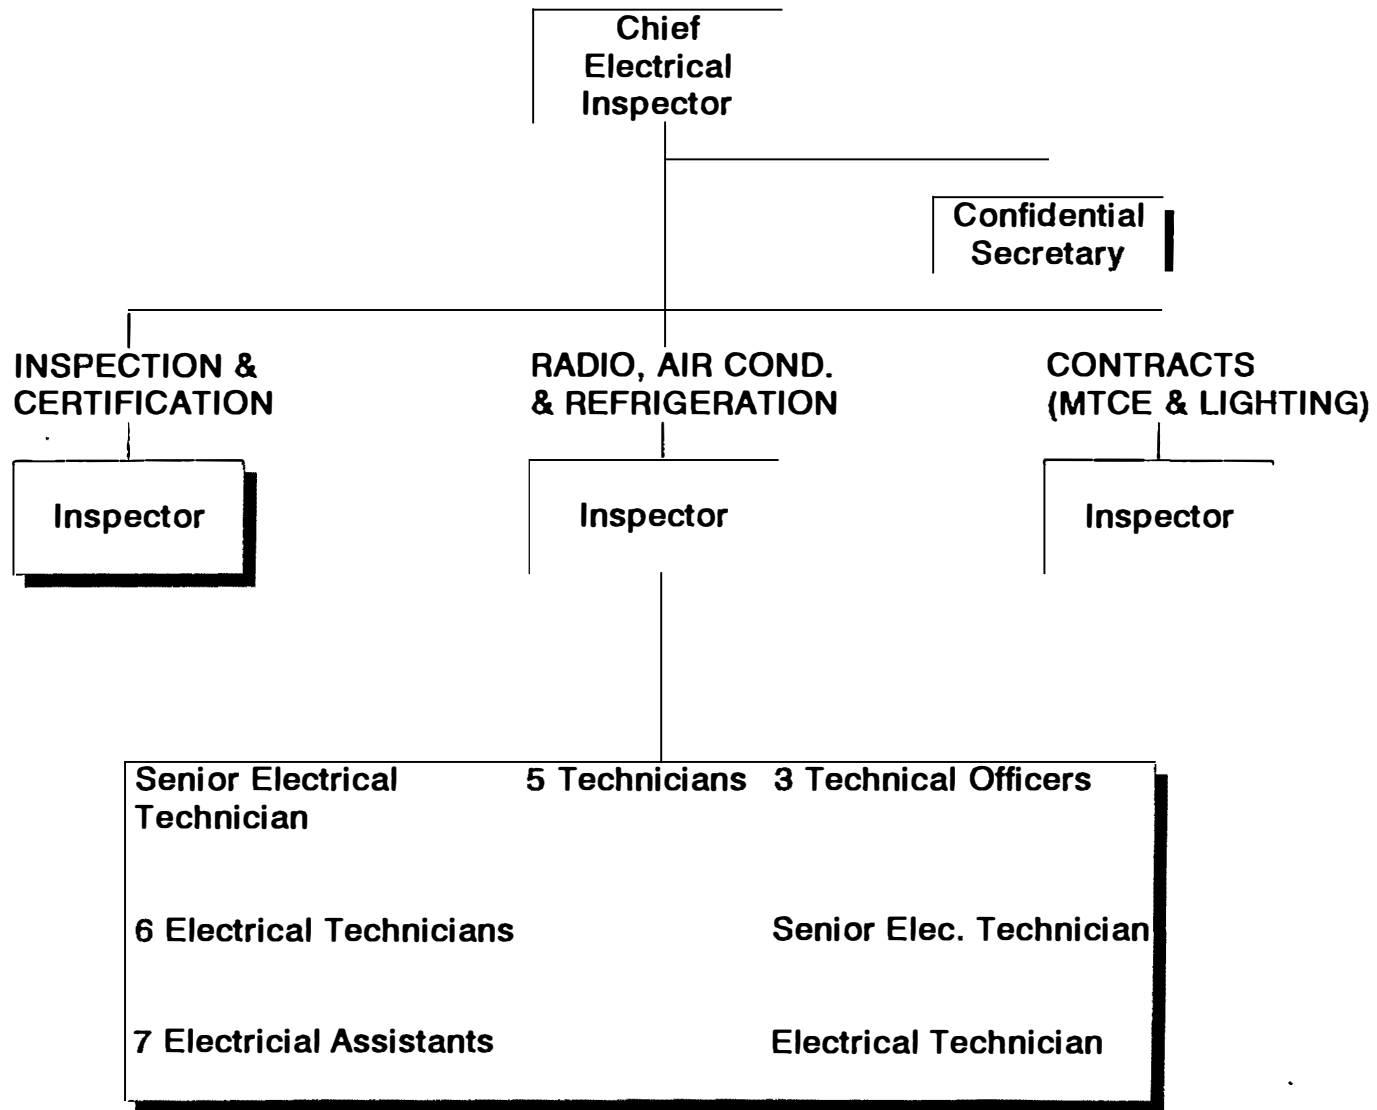 Chief
Electrical
Inspector
Confidential
Secretary
INSPECTION &
CERTIFICATION
RADIO, AIR COND.
& REFRIGERATION
CONTRACTS
(MTCE & LIGHTING)
Inspector
Inspector
Inspector
Senior Electrical
Technician
5 Technicians
3 Technical Officers
6 Electrical Technicians
Senior Elec. Technician
7 Electricial Assistants
Electrical Technician